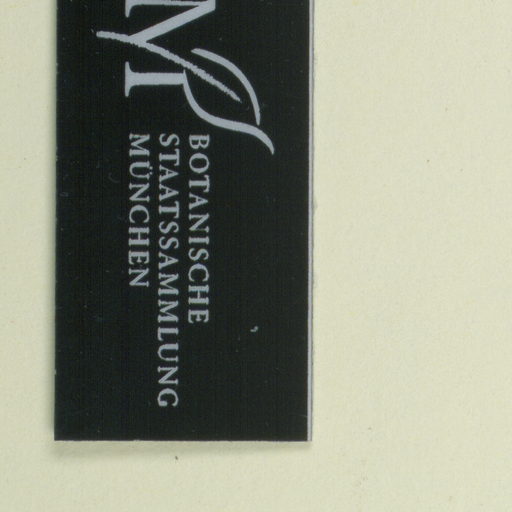 M
BOTANISCHE
STAATSSAMMLUNG
MÜNCHEN